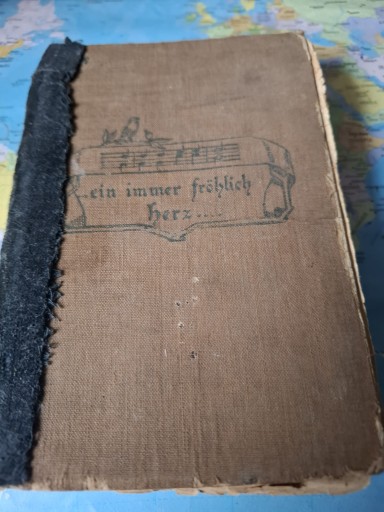 ..ein immer fröhlich
Herz....